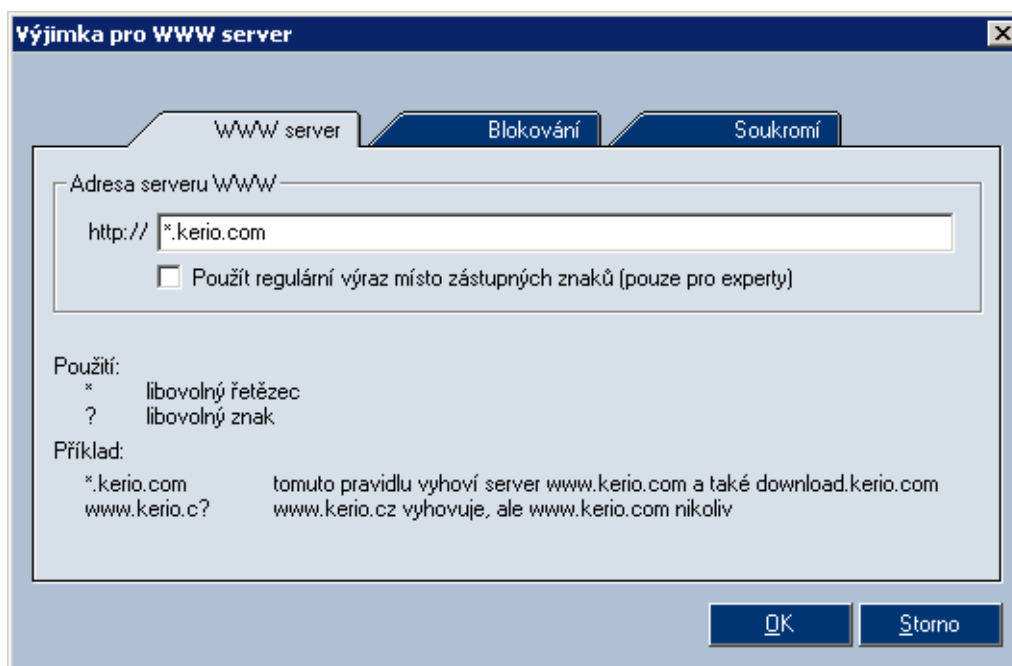 Výjimka pro WWW server
WWW server Blokování Soukromí
Adresa serveru WWW
http:// *.kerio.com
Použít regulární výraz místo zástupných znaků (pouze pro experty)
Použití:
* libovolný řetězec
? libovolný znak
Příklad:
*.kerio.com tomuto pravidlu vyhoví server www.kerio.com a také download.kerio.com
www.kerio.c? www.kerio.cz vyhovuje, ale www.kerio.com nikoliv
OK Storno